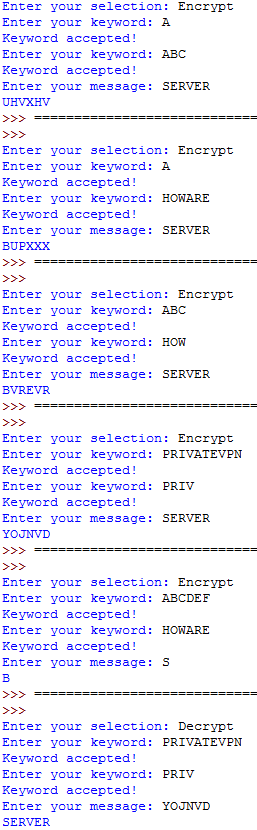 Enter your selection: Encrypt
Enter your keyword: A
Keyword accepted!
Enter your keyword: ABC
Keyword accepted!
Enter your message: SERVER
UHVXHV
>>> ============================
>>>
Enter your selection: Encrypt
Enter your keyword: A
Keyword accepted!
Enter your keyword: HOWARE
Keyword accepted!
Enter your message: SERVER
BUPXXX
>>> ============================
>>>
Enter your selection: Encrypt
Enter your keyword: ABC
Keyword accepted!
Enter your keyword: HOW
Keyword accepted!
Enter your message: SERVER
BVREVR
>>> ============================
>>>
Enter your selection: Encrypt
Enter your keyword: PRIVATEVPN
Keyword accepted!
Enter your keyword: PRIV
Keyword accepted!
Enter your message: SERVER
YOJNVD
>>> ============================
>>>
Enter your selection: Encrypt
Enter your keyword: ABCDEF
Keyword accepted!
Enter your keyword: HOWARE
Keyword accepted!
Enter your message: S
B
>>> ============================
>>>
Enter your selection: Decrypt
Enter your keyword: PRIVATEVPN
Keyword accepted!
Enter your keyword: PRIV
Keyword accepted!
Enter your message: YOJNVD
SERVER